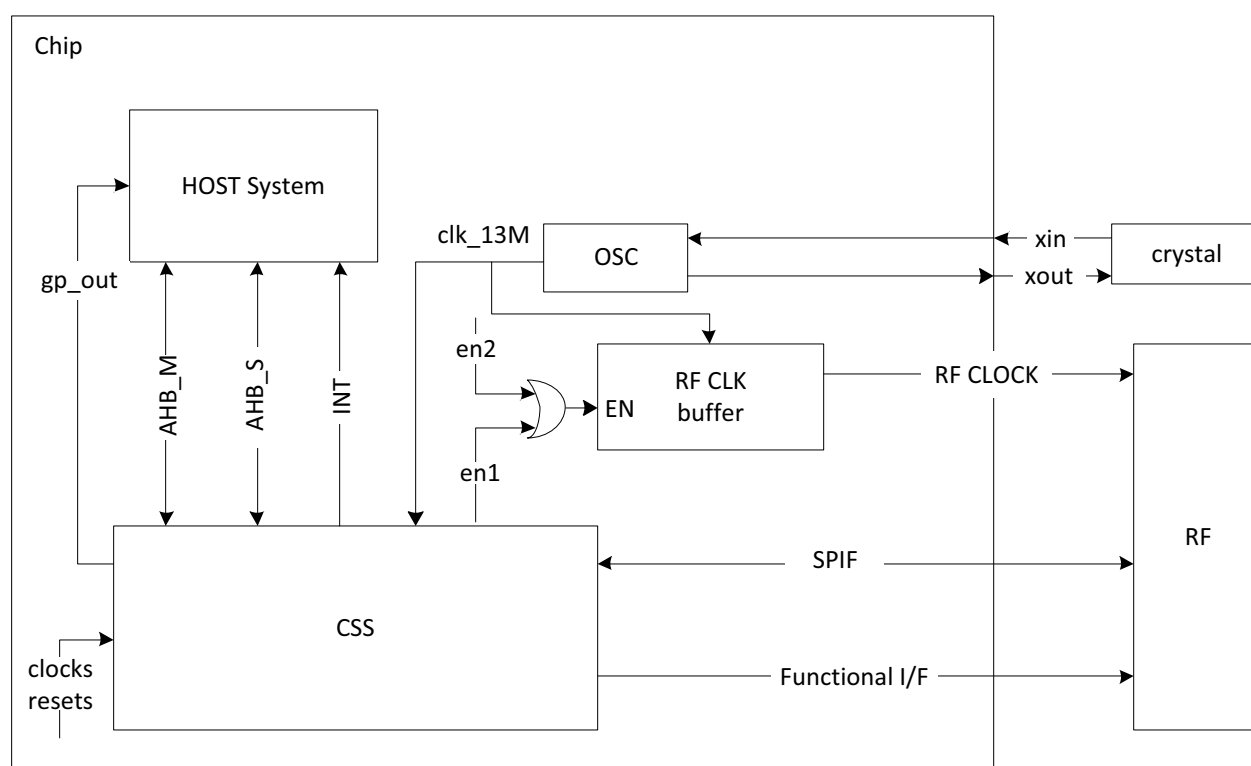 Chip
HOST System
clk_13M
OSC
xin
xout
crystal
gp_out
AHB_M
AHB_S
INT
en2
EN
RF CLK
buffer
RF CLOCK
en1
RF
SPIF
CSS
clocks
resets
Functional I/F